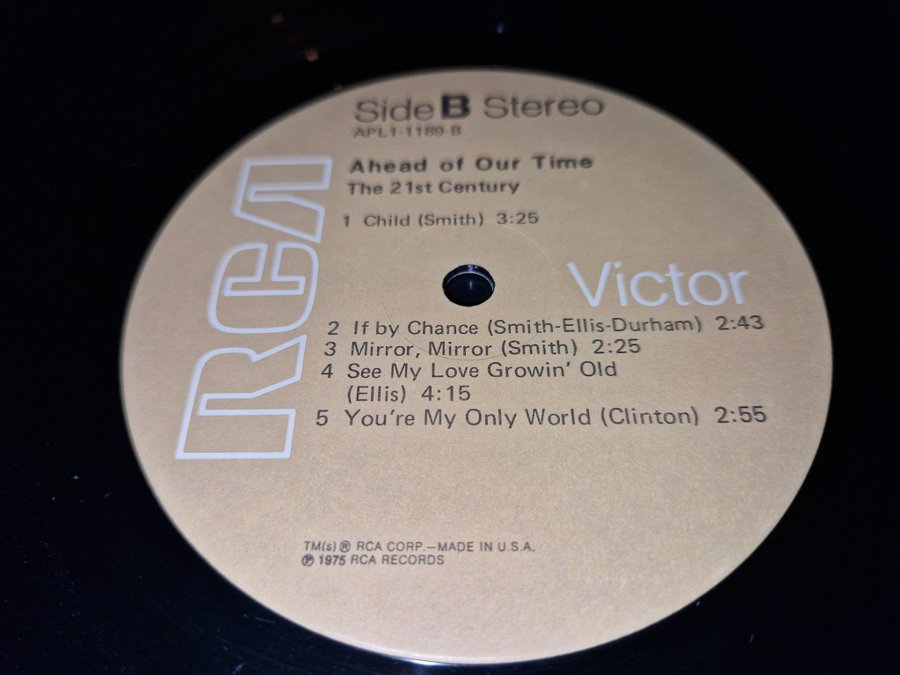 Side B Stereo
APL1-1189-B
Ahead of Our Time
The 21st Century
1 Child (Smith) 3:25
RCA
Victor
2 If by Chance (Smith-Ellis-Durham) 2:43
3 Mirror, Mirror (Smith) 2:25
4 See My Love Growin' Old
(Ellis) 4:15
5 You're My Only World (Clinton) 2:55
TM(s) ® RCA CORP.—MADE IN U.S.A.
℗ 1975 RCA RECORDS